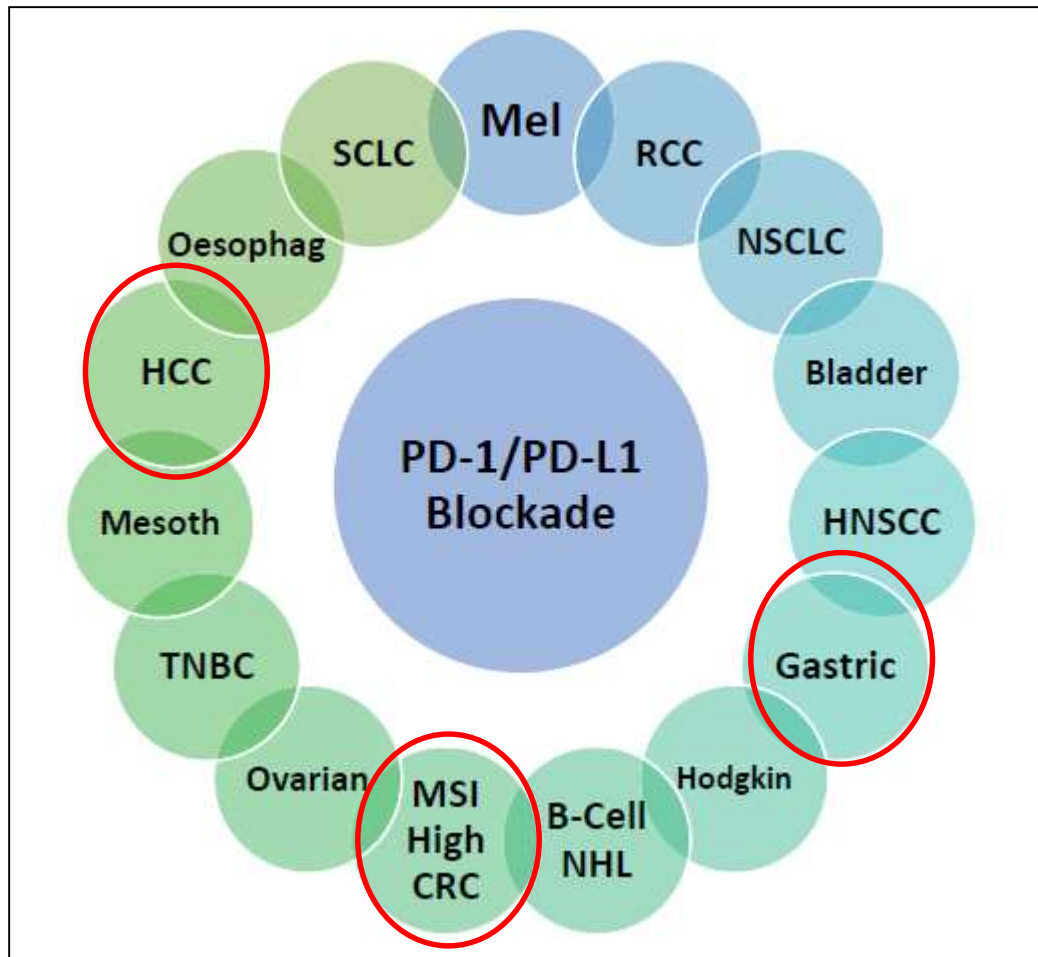 Mel
RCC
NSCLC
Bladder
HNSCC
Gastric
Hodgkin
B-Cell
NHL
MSI
High
CRC
Ovarian
TNBC
Mesoth
HCC
Oesophag
SCLC
PD-1/PD-L1
Blockade